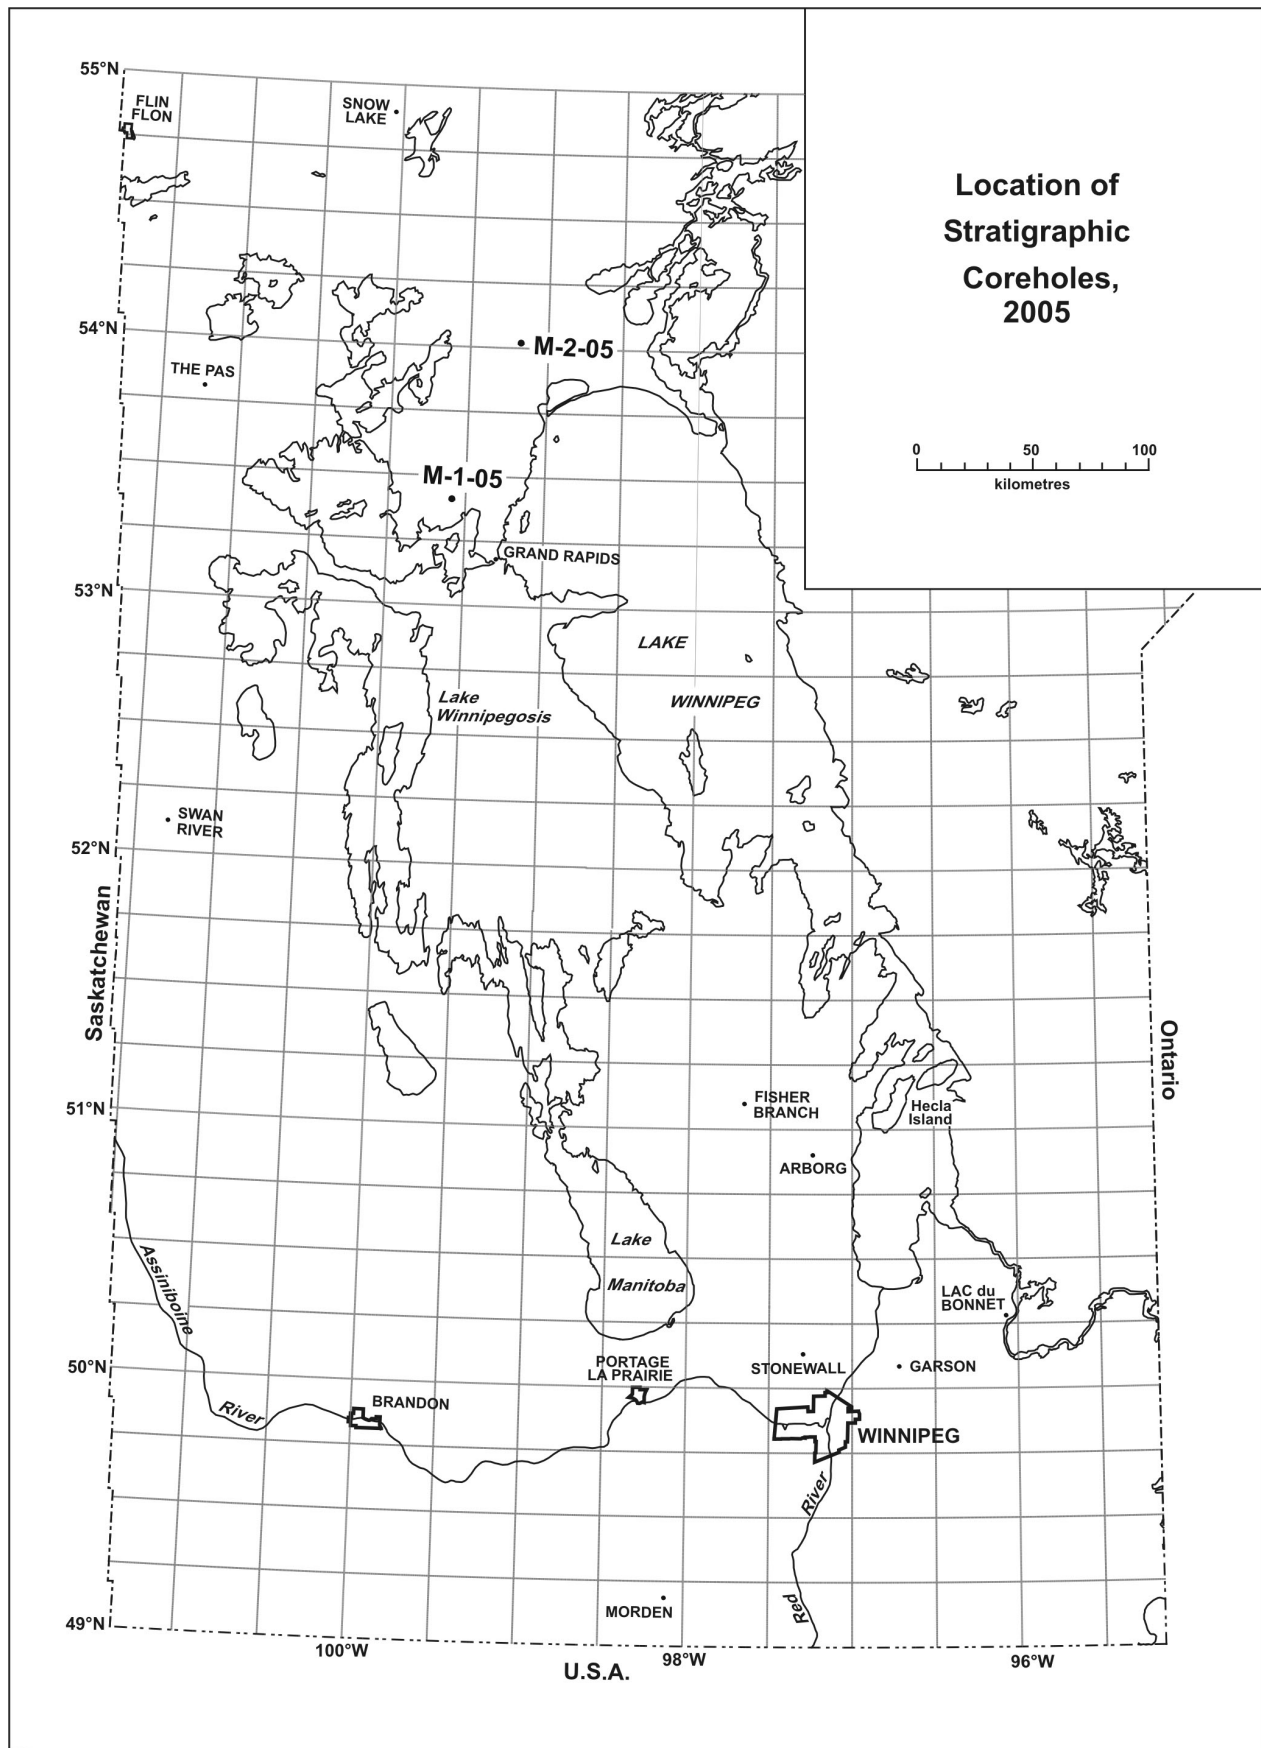 Location of
Stratigraphic
Coreholes,
2005
0 50 100
kilometres
55°N
FLIN
FLON
SNOW
LAKE
54°N
M-2-05
THE PAS
M-1-05
GRAND RAPIDS
53°N
LAKE
WINNIPEG
Lake
Winnipegosis
SWAN
RIVER
52°N
Saskatchewan
Ontario
51°N
FISHER
BRANCH
Hecla
Island
ARBORG
Lake
Manitoba
Assiniboine
River
LAC du
BONNET
50°N
PORTAGE
LA PRAIRIE
STONEWALL
GARSON
BRANDON
WINNIPEG
Red
River
MORDEN
49°N
100°W
98°W
96°W
U.S.A.